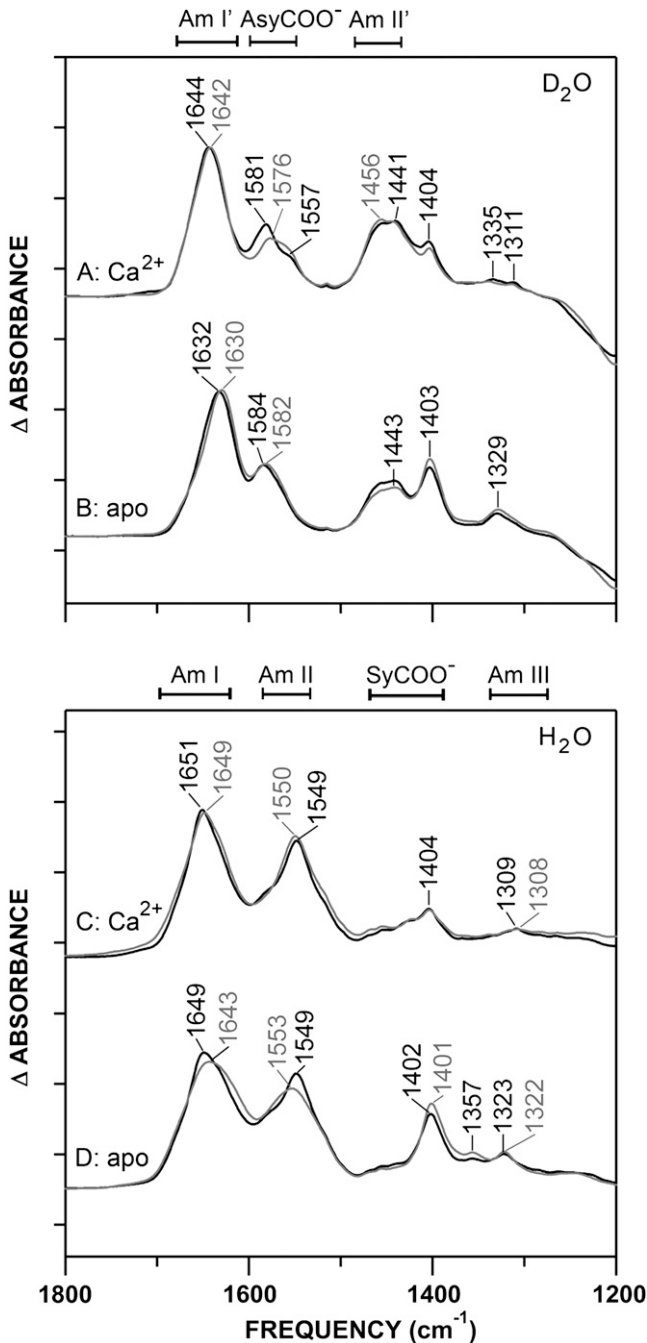 Am I’ AsyCOO⁻ Am II’
D₂O
1644 1642 1581 1576 1557 1456 1441 1404 1335 1311
A: Ca²⁺
1632 1630 1584 1582 1443 1403 1329
B: apo
Δ ABSORBANCE
Am I Am II SyCOO⁻ Am III
H₂O
1651 1649 1550 1549 1404 1309 1308
C: Ca²⁺
1649 1643 1553 1549 1402 1401 1357 1323 1322
D: apo
Δ ABSORBANCE
1800 1600 1400 1200
FREQUENCY (cm⁻¹)